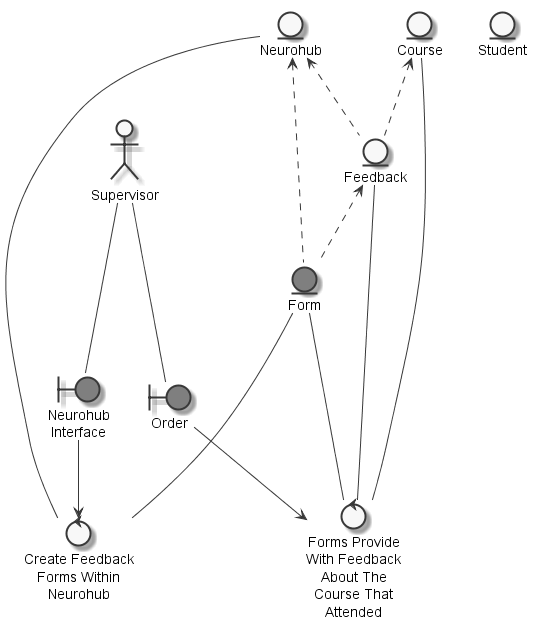 Neurohub
Course
Student
Feedback
Supervisor
Form
Neurohub
Interface
Order
Create Feedback
Forms Within
Neurohub
Forms Provide
With Feedback
About The
Course That
Attended